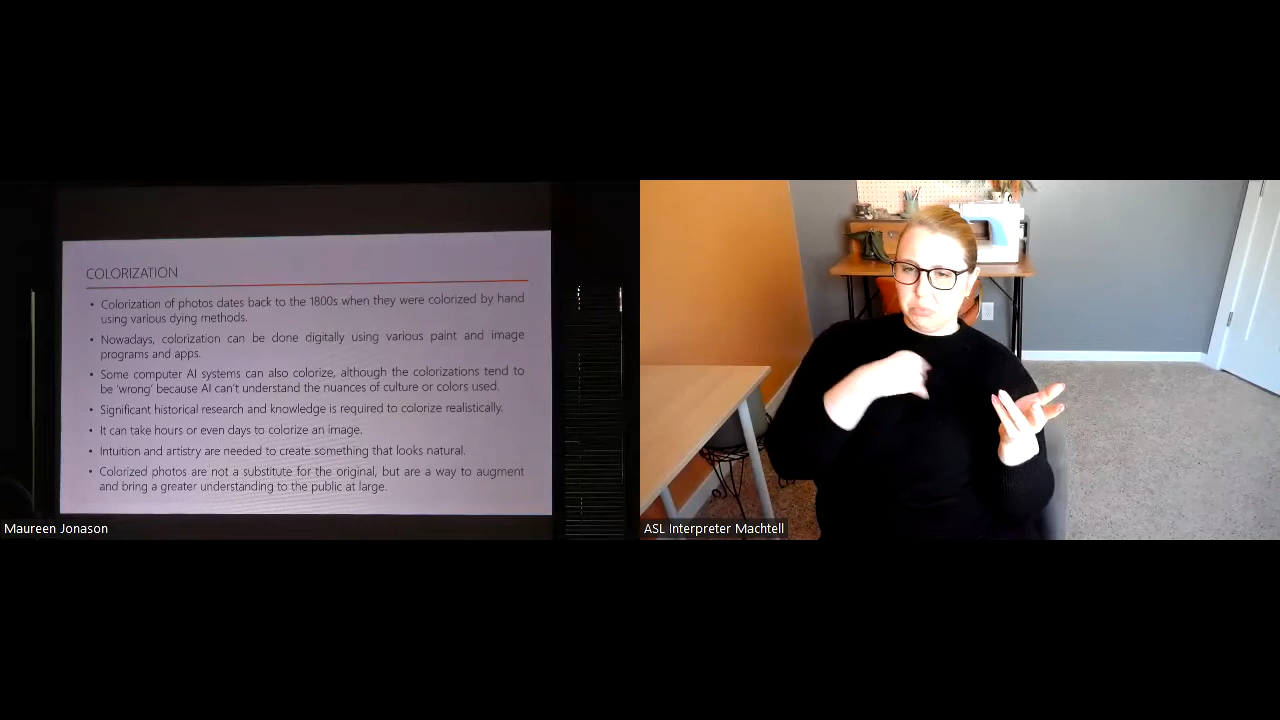 COLORIZATION
• Colorization of photos dates back to the 1800s when they were colorized by hand
using various dying methods.
• Nowadays, colorization can be done digitally using various paint and image
programs and apps.
• Some computer AI systems can also colorize, although the colorizations tend to
be 'wrong' because AI can't understand the nuances of culture or colors used.
• Significant historical research and knowledge is required to colorize realistically.
• It can take hours or even days to colorize an image.
• Intuition and artistry are needed to create something that looks natural.
• Colorized photos are not a substitute for the original, but are a way to augment
and bring a greater understanding to the public at large.
Maureen Jonason
ASL Interpreter Machtell